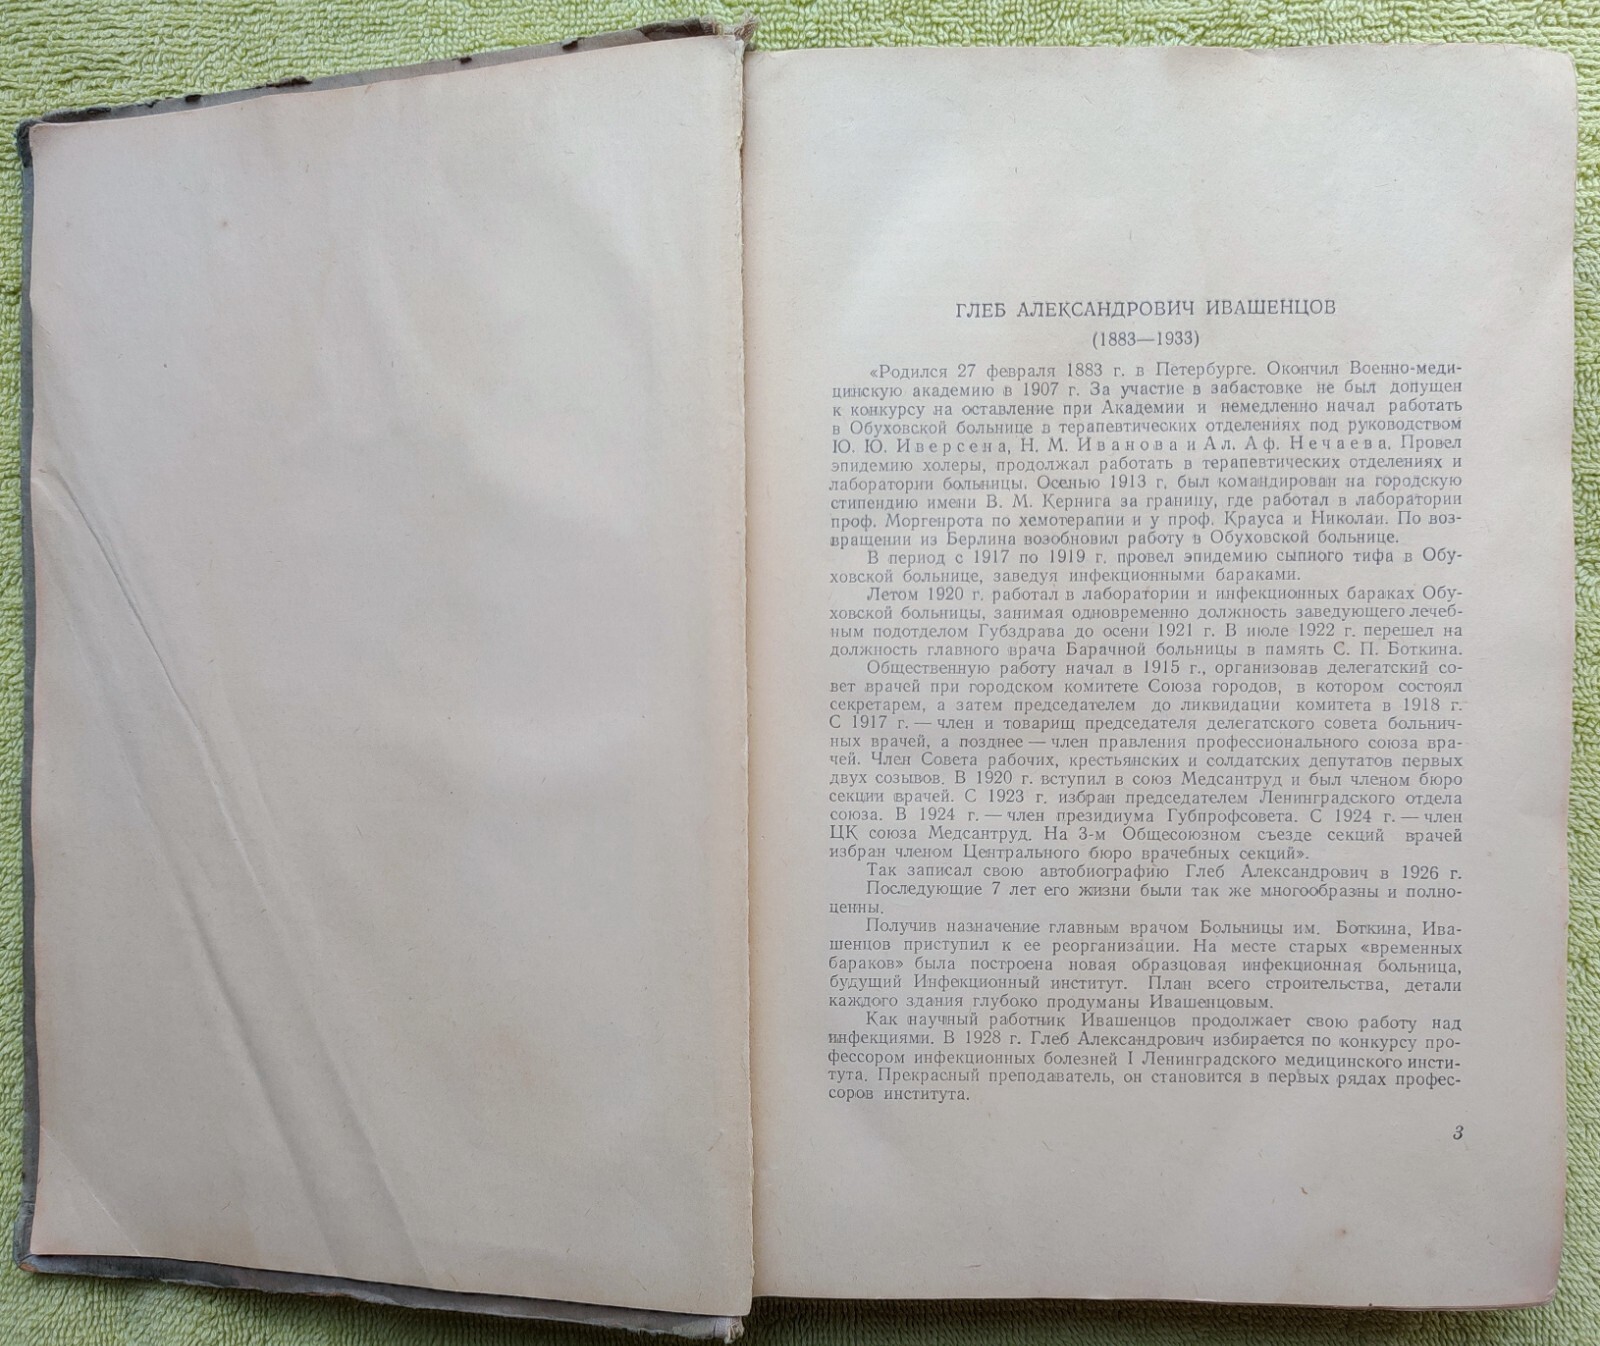 ГЛЕБ АЛЕКСАНДРОВИЧ ИВАШЕНЦОВ
(1883—1933)
«Родился 27 февраля 1883 г. в Петербурге. Окончил Военно-меди-
цинскую академию в 1907 г. За участие в забастовке не был допущен
к конкурсу на оставление при Академии и немедленно начал работать
в Обуховской больнице в терапевтических отделениях под руководством
Ю. Ю. Иверсена, Н. М. Иванова и Ал. Аф. Нечаева. Провел
эпидемию холеры, продолжал работать в терапевтических отделениях и
лаборатории больницы. Осенью 1913 г. был командирован на городскую
стипендию имени В. М. Кернига за границу, где работал в лаборатории
проф. Моргенрота по хемотерапии и у проф. Крауса и Николаи. По воз-
вращении из Берлина возобновил работу в Обуховской больнице.
В период с 1917 по 1919 г. провел эпидемию сыпного тифа в Обу-
ховской больнице, заведуя инфекционными бараками.
Летом 1920 г. работал в лаборатории и инфекционных бараках Обу-
ховской больницы, занимая одновременно должность заведующего лечеб-
ным подотделом Губздрава до осени 1921 г. В июле 1922 г. перешел на
должность главного врача Барачной больницы в память С. П. Боткина.
Общественную работу начал в 1915 г., организовав делегатский со-
вет врачей при городском комитете Союза городов, в котором состоял
секретарем, а затем председателем до ликвидации комитета в 1918 г.
С 1917 г. — член и товарищ председателя делегатского совета больнич-
ных врачей, а позднее — член правления профессионального союза вра-
чей. Член Совета рабочих, крестьянских и солдатских депутатов первых
двух созывов. В 1920 г. вступил в союз Медсантруд и был членом бюро
секции врачей. С 1923 г. избран председателем Ленинградского отдела
союза. В 1924 г. — член президиума Губпрофсовета. С 1924 г. — член
ЦК союза Медсантруд. На 3-м Общесоюзном съезде секций врачей
избран членом Центрального бюро врачебных секций».
Так записал свою автобиографию Глеб Александрович в 1926 г.
Последующие 7 лет его жизни были так же многообразны и полно-
ценны.
Получив назначение главным врачом Больницы им. Боткина, Ива-
шенцов приступил к ее реорганизации. На месте старых «временных
бараков» была построена новая образцовая инфекционная больница,
будущий Инфекционный институт. План всего строительства, детали
каждого здания глубоко продуманы Ивашенцовым.
Как научный работник Ивашенцов продолжает свою работу над
инфекциями. В 1928 г. Глеб Александрович избирается по конкурсу про-
фессором инфекционных болезней I Ленинградского медицинского инсти-
тута. Прекрасный преподаватель, он становится в первых рядах профес-
соров института.
3